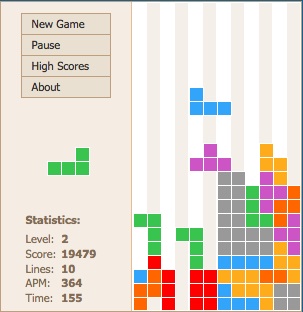 New Game
Pause
High Scores
About
Statistics:
Level: 2
Score: 19479
Lines: 10
APM: 364
Time: 155